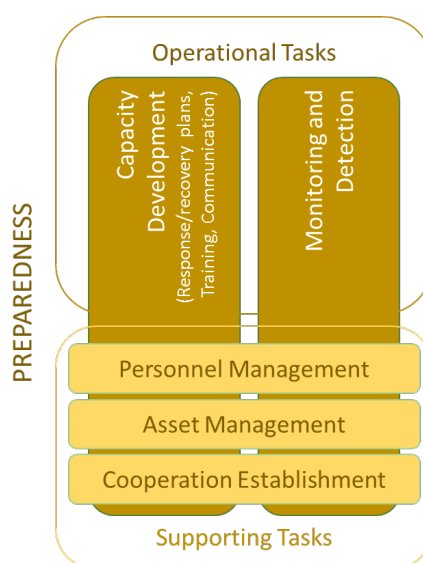 Operational Tasks
Capacity
Development
(Response/recovery plans,
Training, Communication)
Monitoring and
Detection
PREPAREDNESS
Personnel Management
Asset Management
Cooperation Establishment
Supporting Tasks